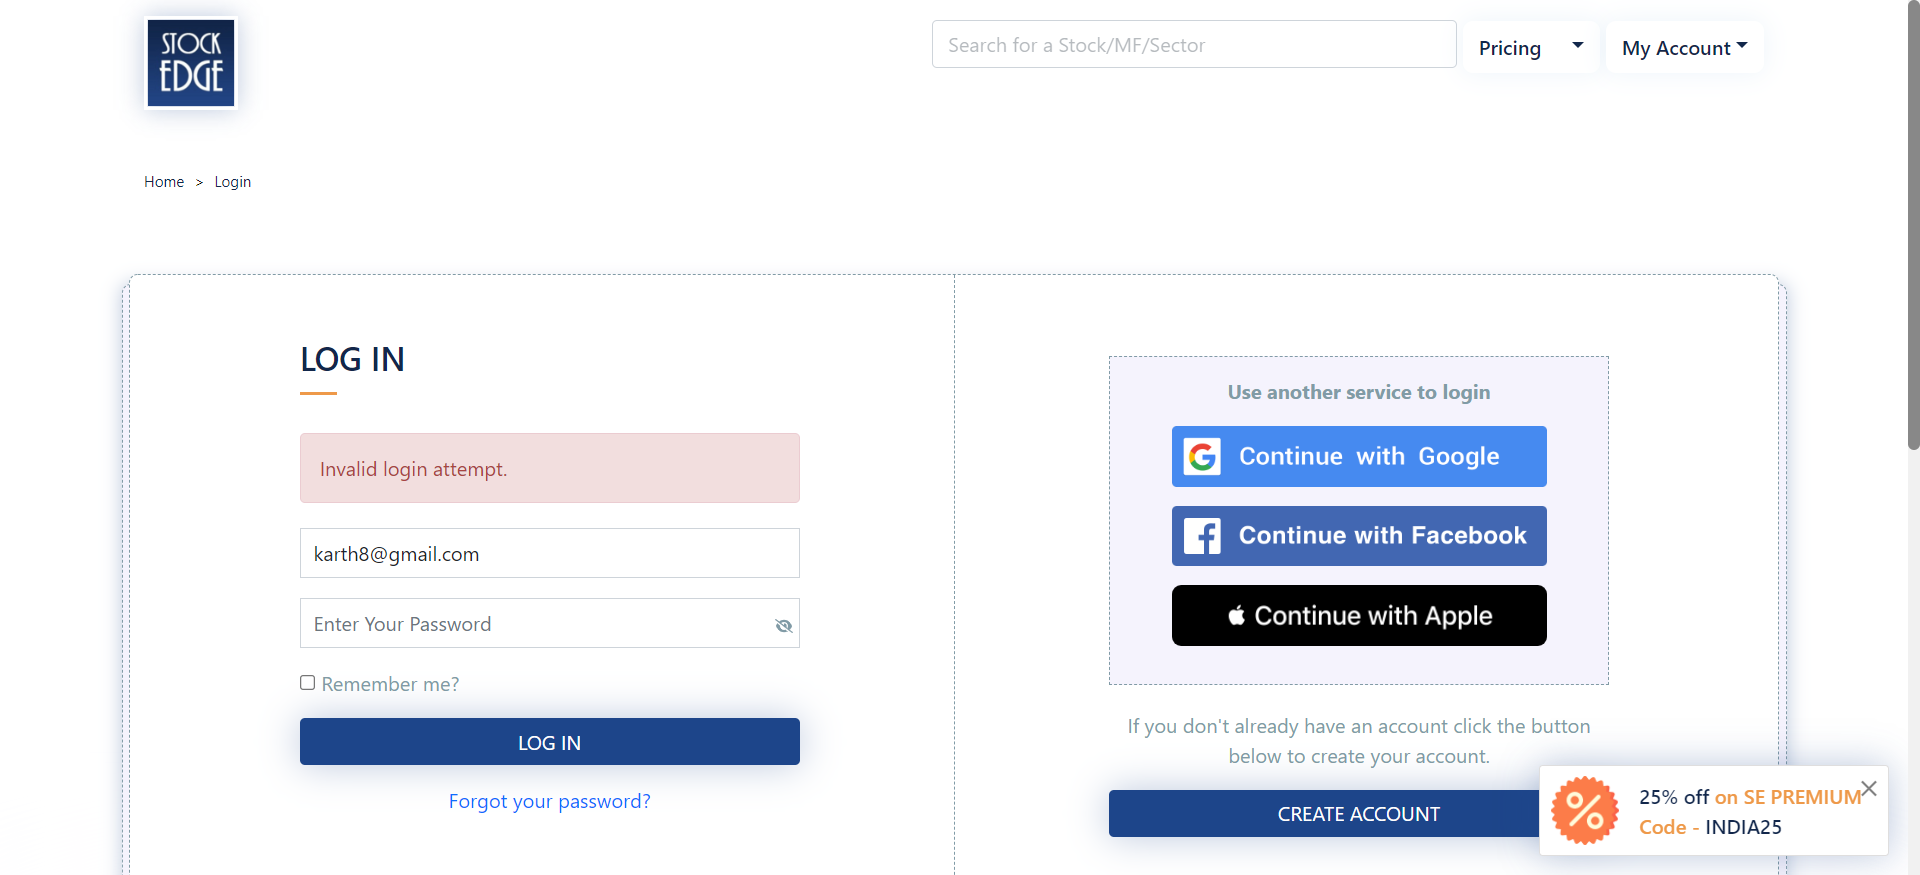 STOCK
EDGE
Search for a Stock/MF/Sector
Pricing
My Account
Home > Login
LOG IN
Invalid login attempt.
karth8@gmail.com
Enter Your Password
Remember me?
LOG IN
Forgot your password?
Use another service to login
Continue with Google
Continue with Facebook
Continue with Apple
If you don't already have an account click the button
below to create your account.
CREATE ACCOUNT
25% off on SE PREMIUM
Code - INDIA25